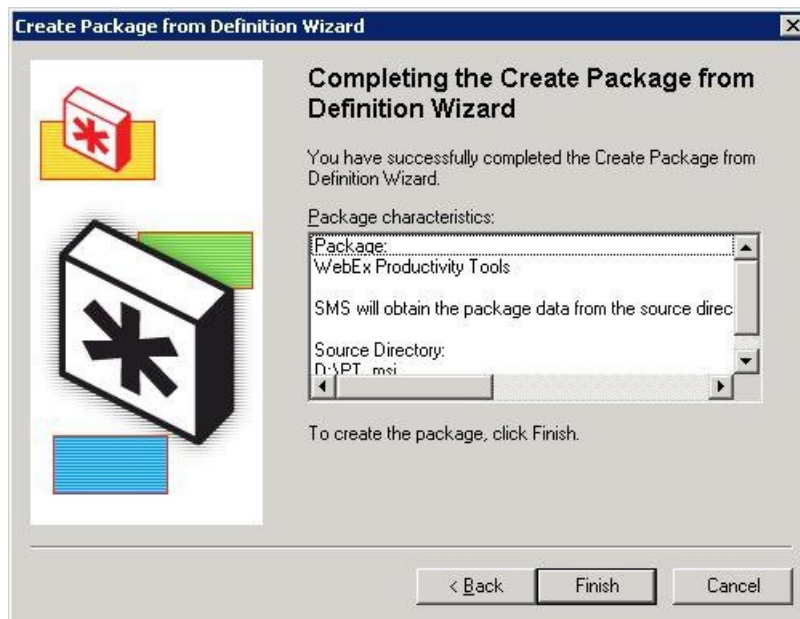 Create Package from Definition Wizard
Completing the Create Package from
Definition Wizard
You have successfully completed the Create Package from
Definition Wizard.
Package characteristics:
Package:
WebEx Productivity Tools
SMS will obtain the package data from the source direc
Source Directory:
D:\PT_msi
To create the package, click Finish.
< Back
Finish
Cancel